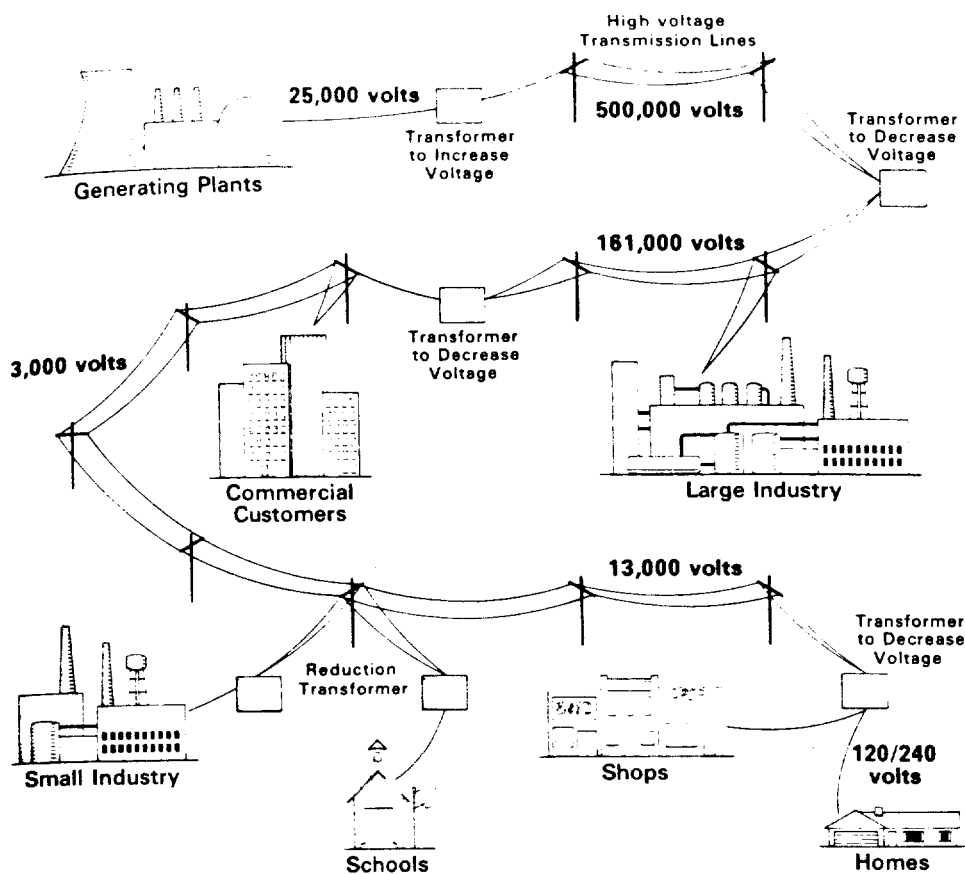 High voltage
Transmission Lines
25,000 volts
500,000 volts
Transformer
to Increase
Voltage
Transformer
to Decrease
Voltage
Generating Plants
161,000 volts
3,000 volts
Transformer
to Decrease
Voltage
Commercial
Customers
Large Industry
13,000 volts
Transformer
to Decrease
Voltage
Reduction
Transformer
Small Industry
Shops
120/240
volts
Schools
Homes